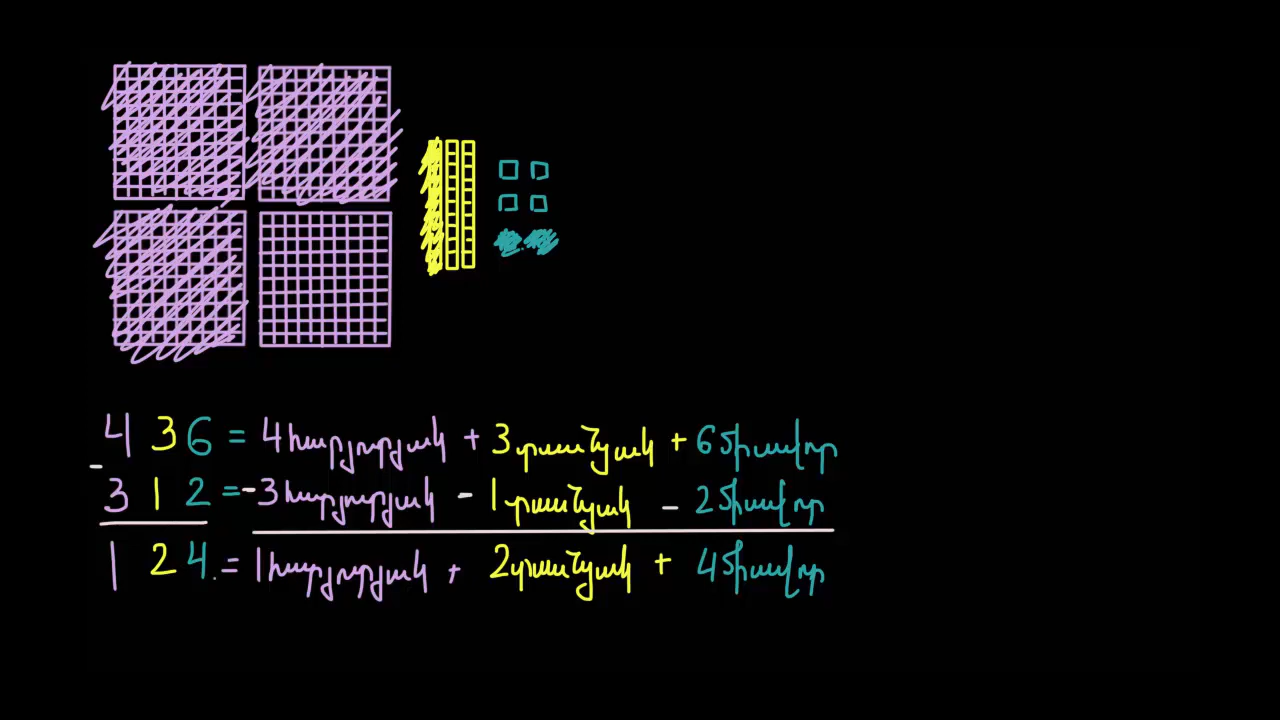 436 = 4 հարյուրյակ + 3 տասնյակ + 6 միավոր
- 312 = - 3 հարյուրյակ - 1 տասնյակ - 2 միավոր
124 = 1 հարյուրյակ + 2 տասնյակ + 4 միավոր